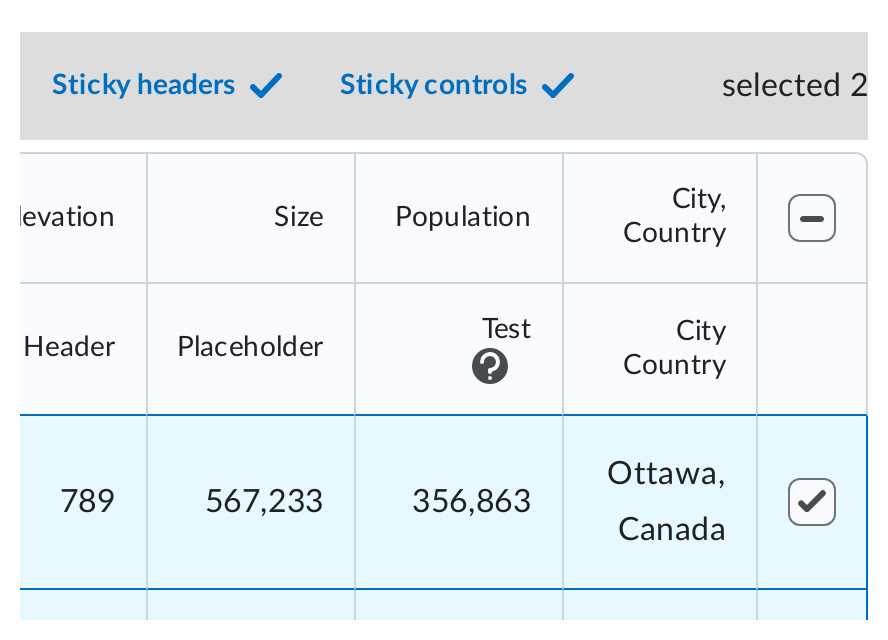 Sticky headers Sticky controls selected 2
levation Size Population City,
Country
Header Placeholder Test City
Country
789 567,233 356,863 Ottawa,
Canada